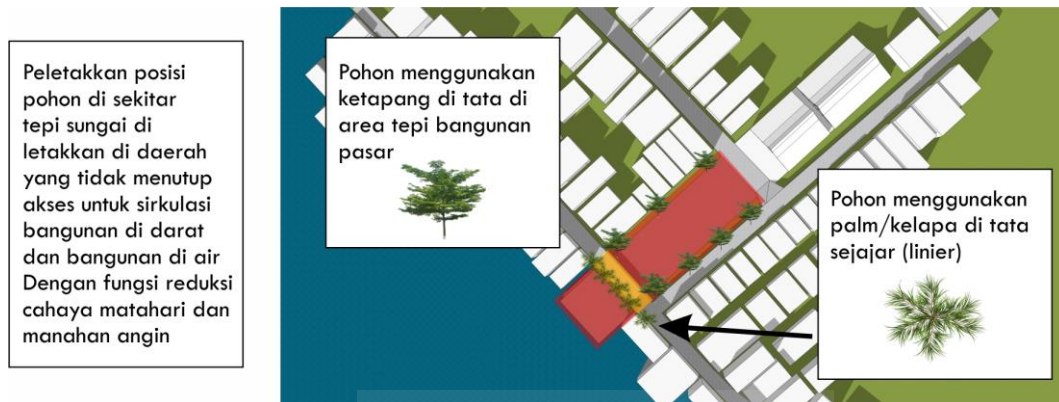 Peletakkan posisi
pohon di sekitar
tepi sungai di
letakkan di daerah
yang tidak menutup
akses untuk sirkulasi
bangunan di darat
dan bangunan di air
Dengan fungsi reduksi
cahaya matahari dan
manahan angin
Pohon menggunakan
ketapang di tata di
area tepi bangunan
pasar
Pohon menggunakan
palm/kelapa di tata
sejajar (linier)